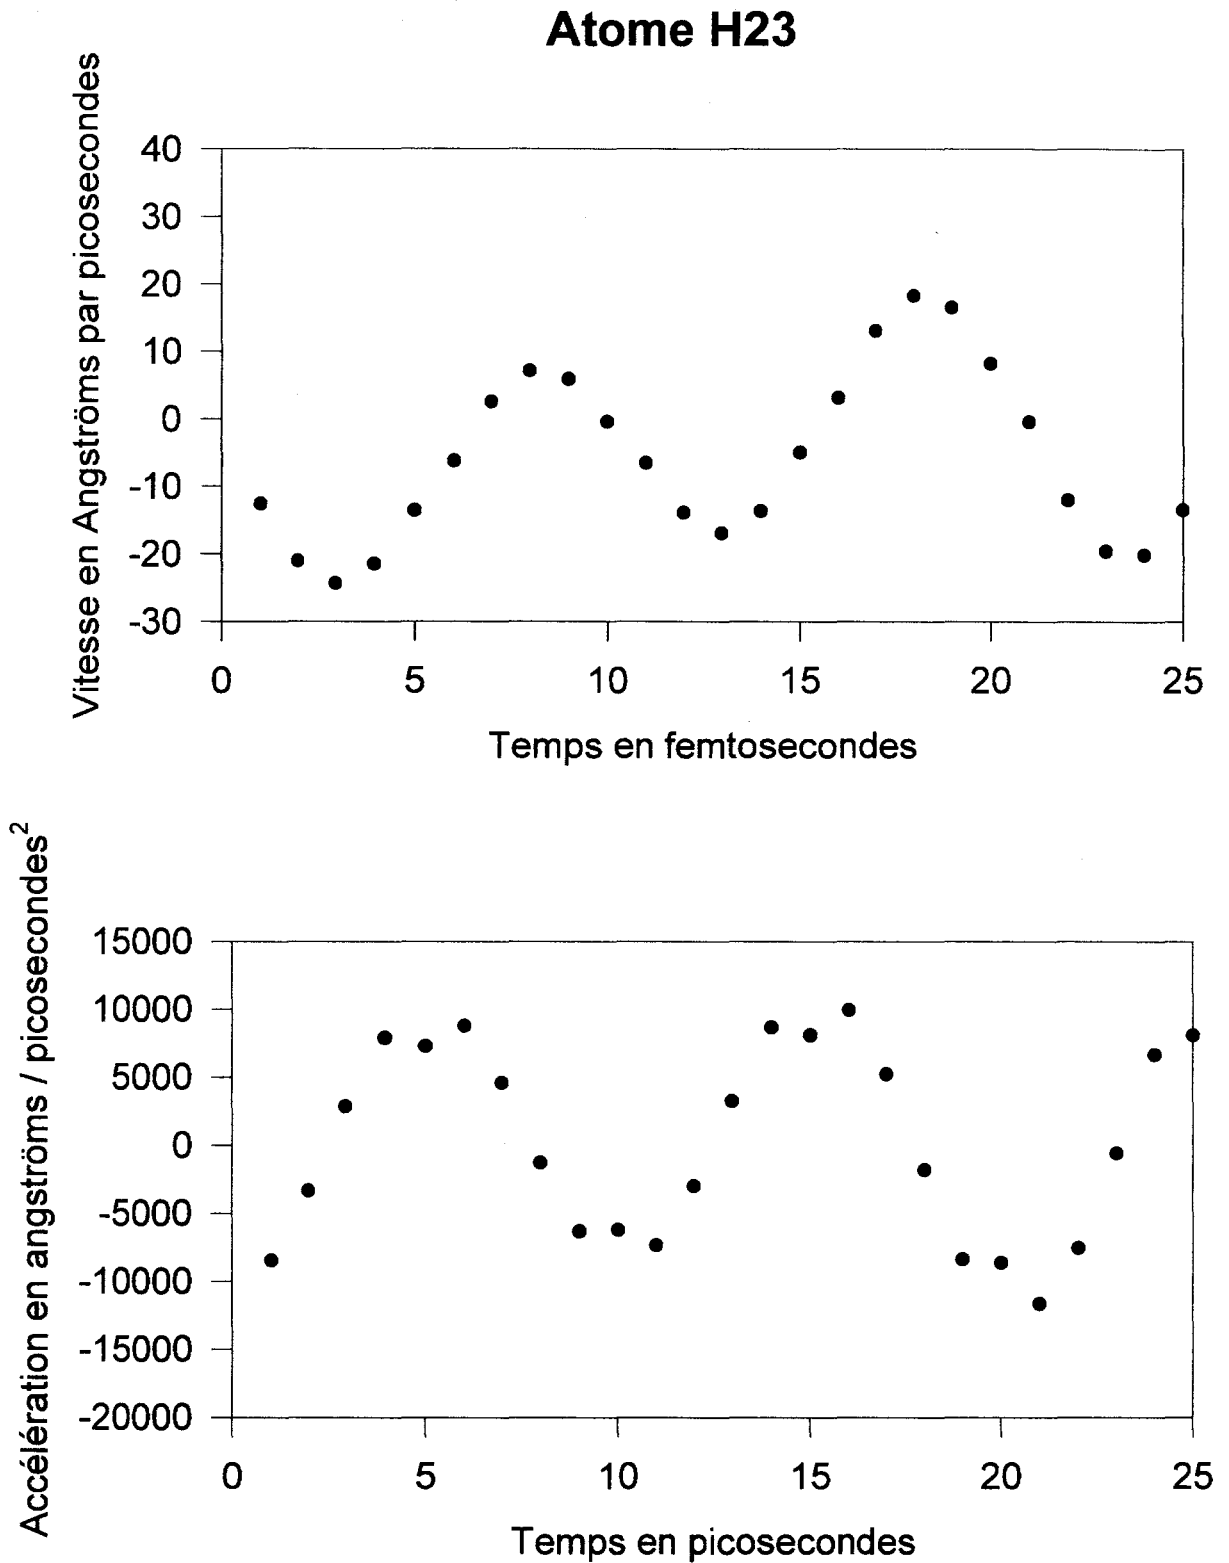 Atome H23
Vitesse en Angströms par picosecondes
40
30
20
10
0
-10
-20
-30
0 5 10 15 20 25
Temps en femtosecondes
Accélération en angströms / picosecondes²
15000
10000
5000
0
-5000
-10000
-15000
-20000
0 5 10 15 20 25
Temps en picosecondes